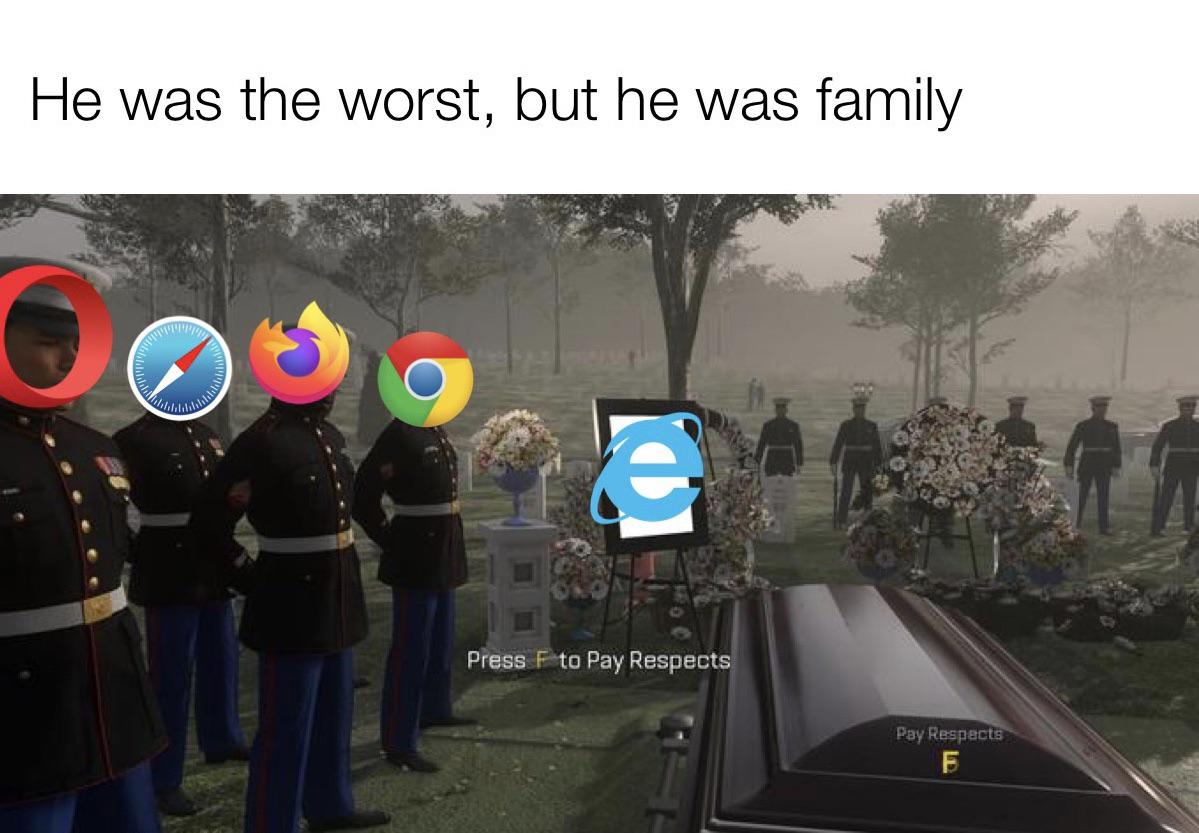 He was the worst, but he was family
Press F to Pay Respects
Pay Respects
F